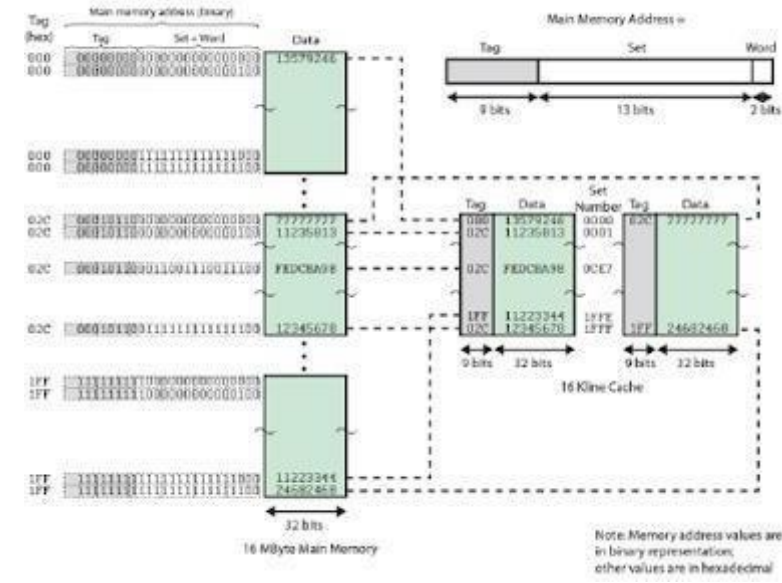 Main memory address (binary)
Tag
(hex)
Tag
Set + Word
Data
000
000
13579246
000
000
02C
77777777
02C
11235813
02C
FEDCBA98
02C
12345678
1FF
1FF
1FF
11223344
1FF
24682468
32 bits
16 MByte Main Memory
Main Memory Address =
Tag
Set
Word
9 bits
13 bits
2 bits
Set
Tag
Data
Number
Tag
Data
000
13579246
0000
02C
77777777
02C
11235813
0001
02C
FEDCBA98
0CE7
1FF
11223344
1FFE
02C
12345678
1FFF
1FF
24682468
9 bits
32 bits
9 bits
32 bits
16 Kline Cache
Note: Memory address values are
in binary representation;
other values are in hexadecimal